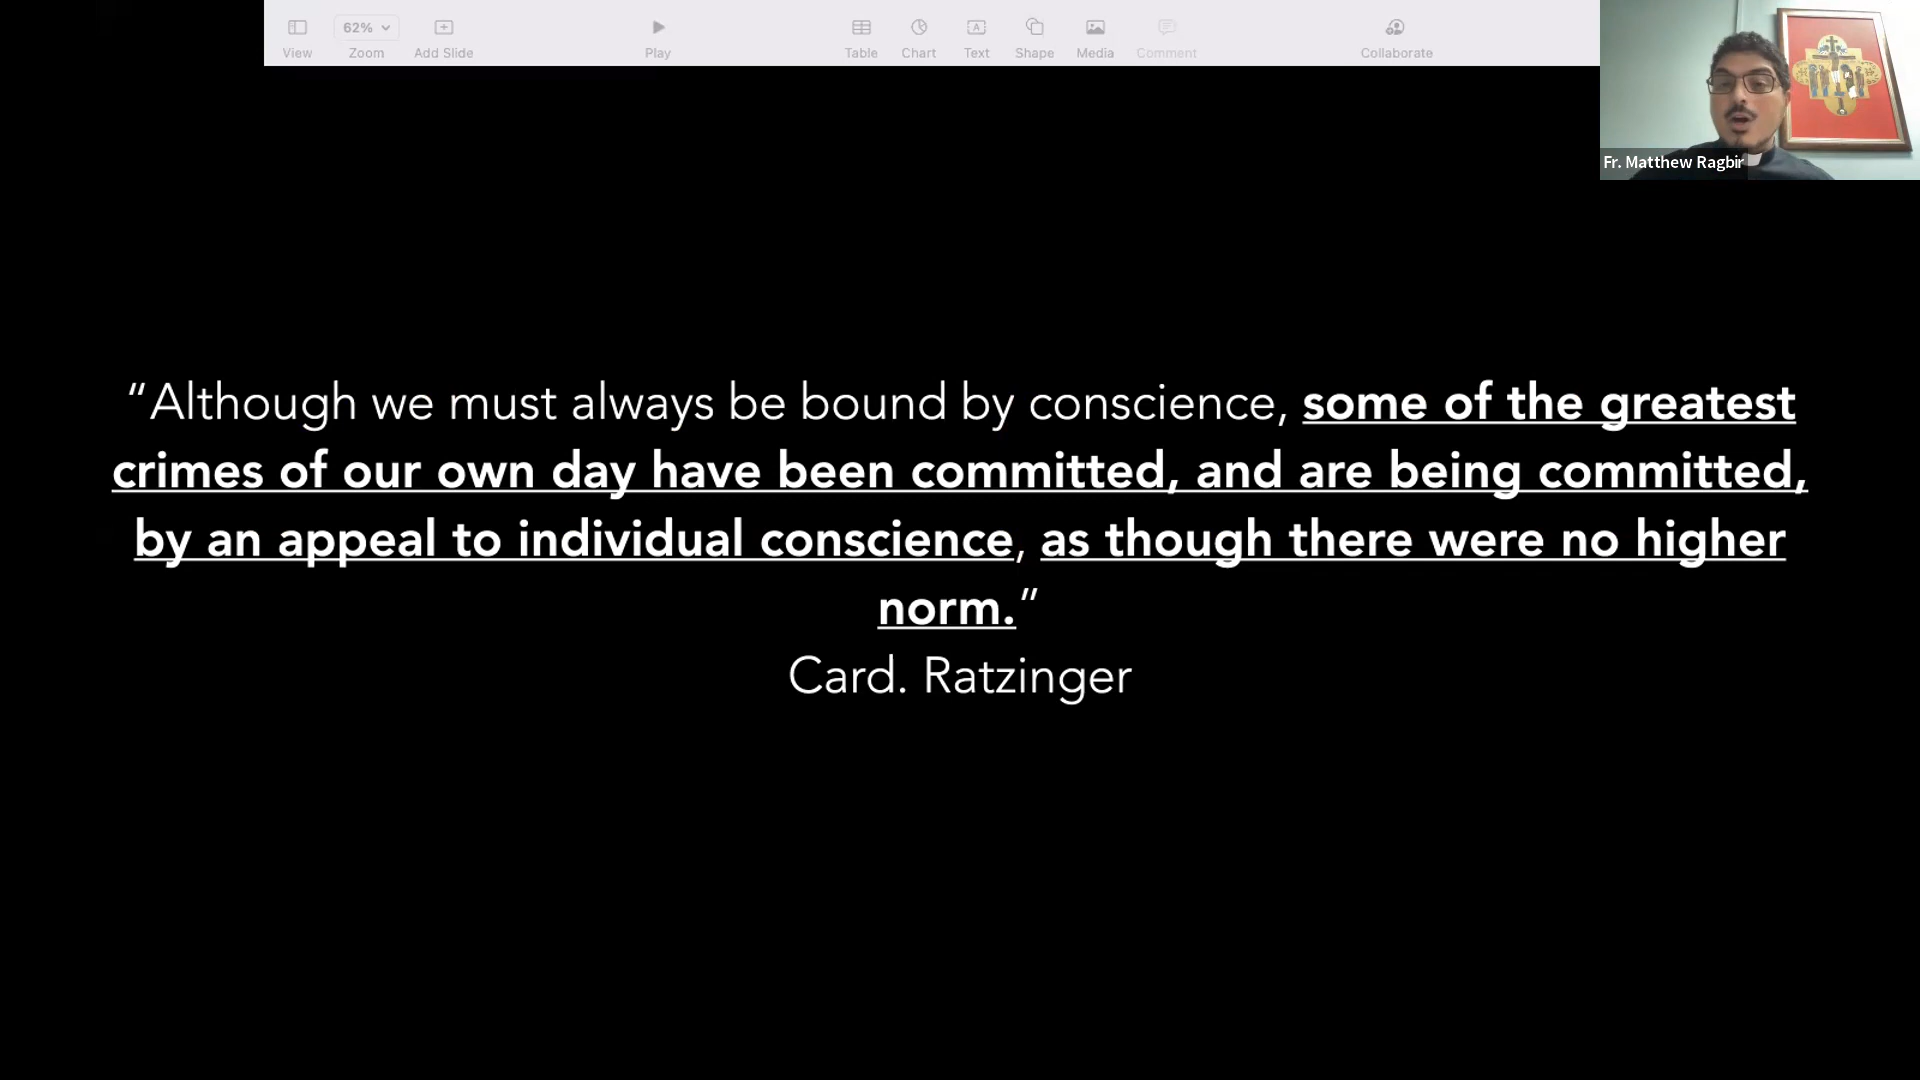 62%
View Zoom Add Slide Play Table Chart Text Shape Media Comment Collaborate
Fr. Matthew Ragbir
“Although we must always be bound by conscience, some of the greatest
crimes of our own day have been committed, and are being committed,
by an appeal to individual conscience, as though there were no higher
norm.”
Card. Ratzinger